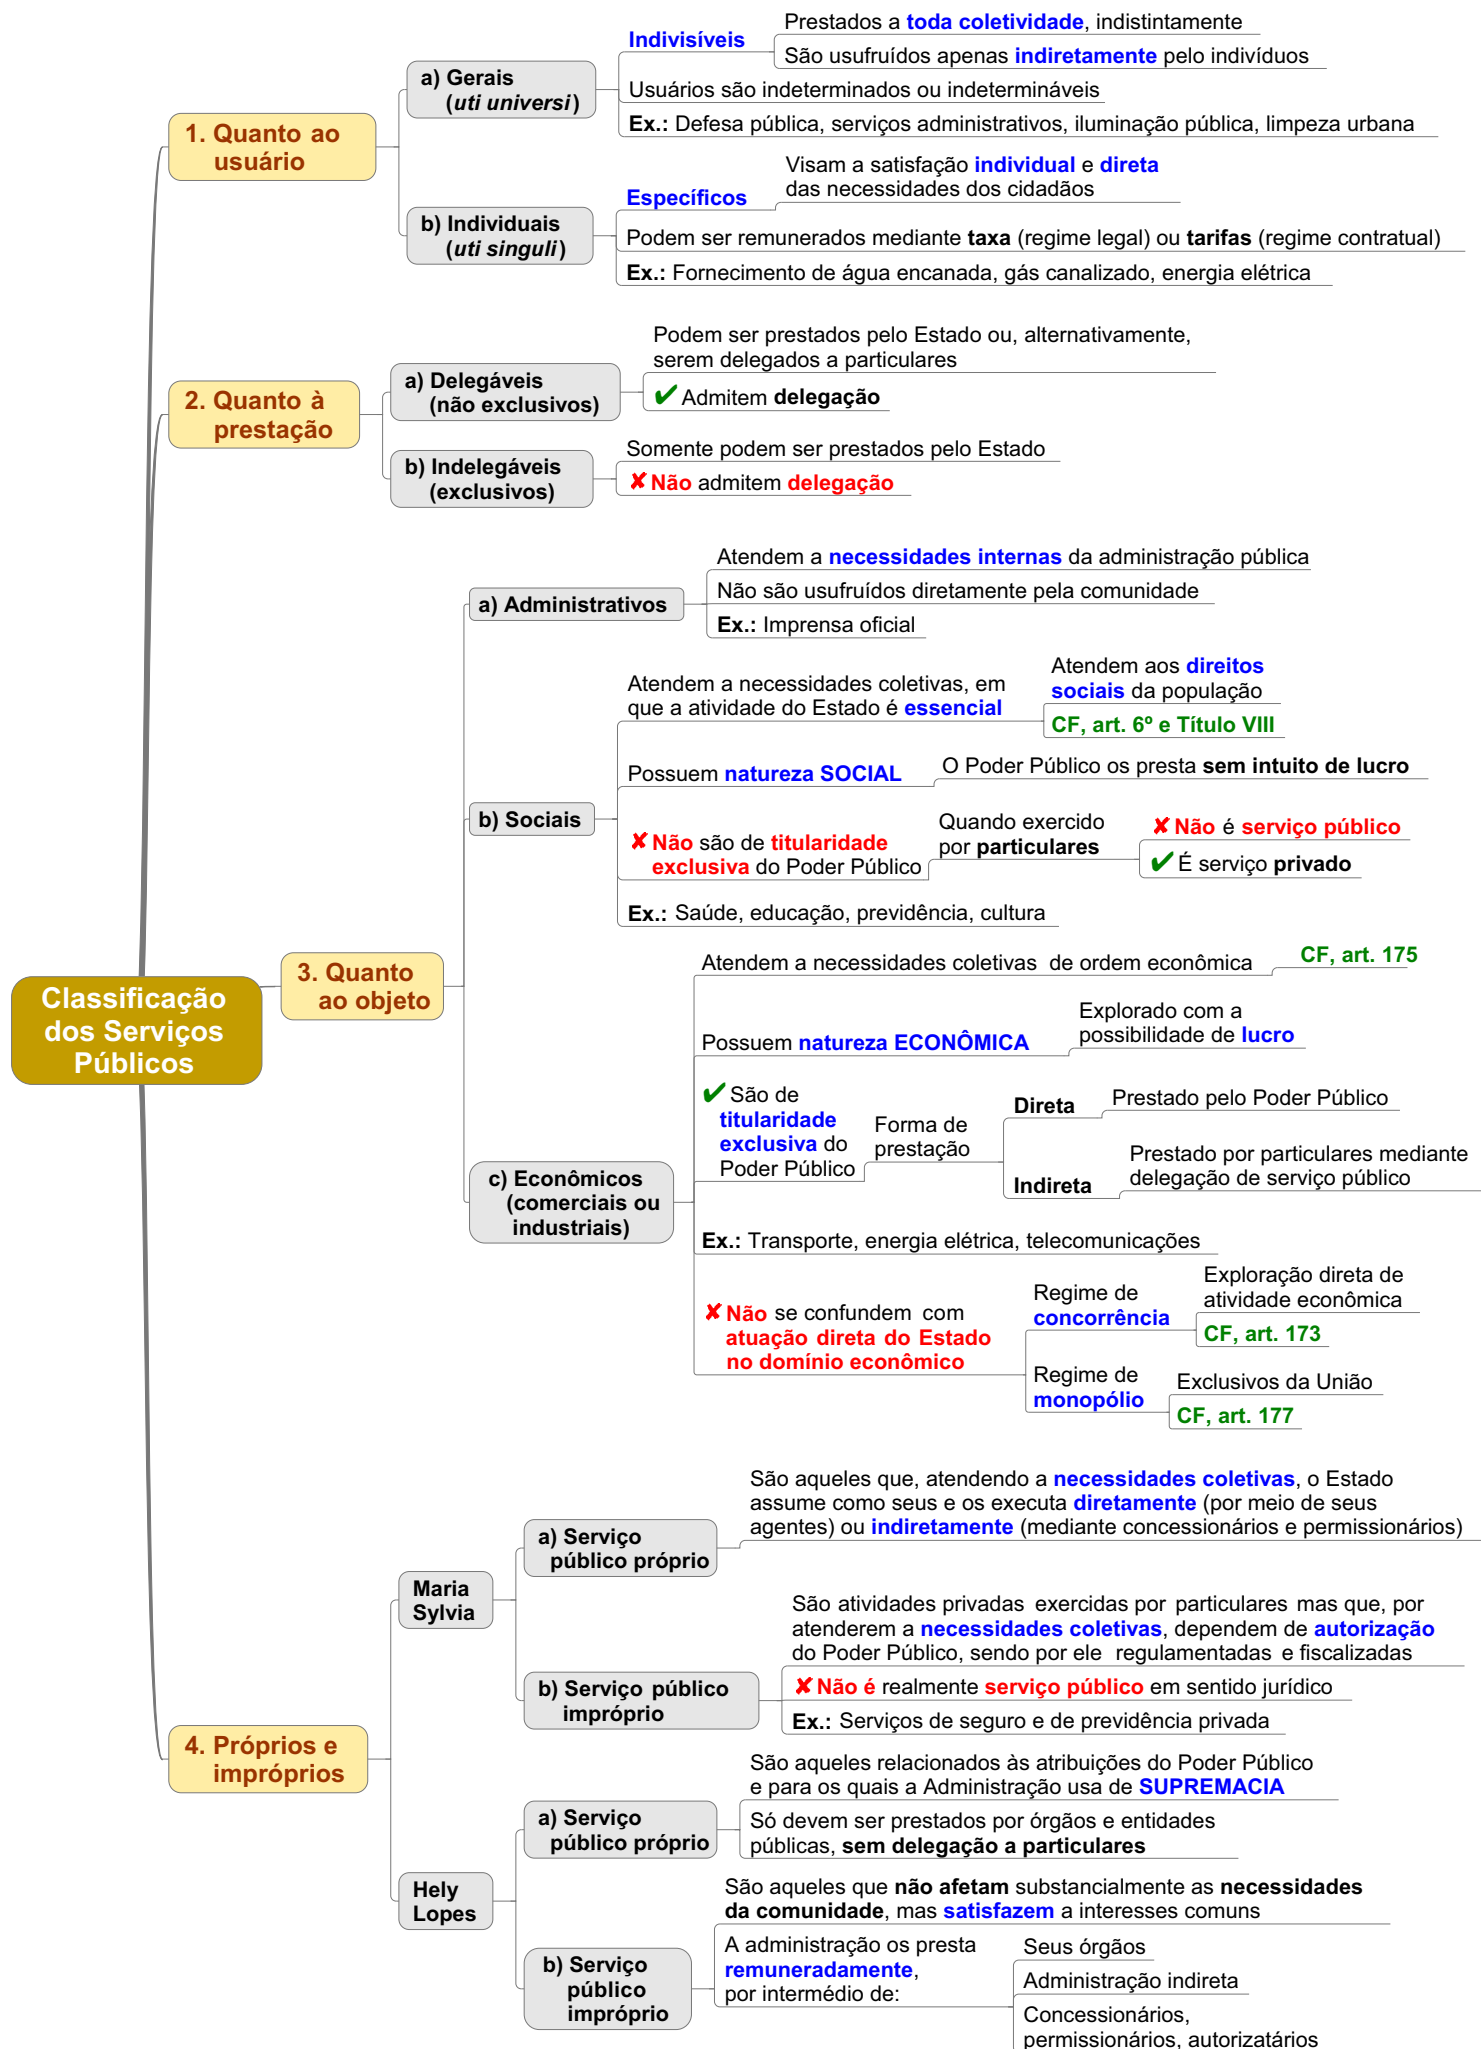 Classificação
dos Serviços
Públicos
1. Quanto ao
usuário
a) Gerais
(uti universi)
Indivisíveis
Prestados a toda coletividade, indistintamente
São usufruídos apenas indiretamente pelo indivíduos
Usuários são indeterminados ou indetermináveis
Ex.: Defesa pública, serviços administrativos, iluminação pública, limpeza urbana
b) Individuais
(uti singuli)
Específicos
Visam a satisfação individual e direta
das necessidades dos cidadãos
Podem ser remunerados mediante taxa (regime legal) ou tarifas (regime contratual)
Ex.: Fornecimento de água encanada, gás canalizado, energia elétrica
2. Quanto à
prestação
a) Delegáveis
(não exclusivos)
Podem ser prestados pelo Estado ou, alternativamente,
serem delegados a particulares
✔ Admitem delegação
b) Indelegáveis
(exclusivos)
Somente podem ser prestados pelo Estado
✘ Não admitem delegação
3. Quanto
ao objeto
a) Administrativos
Atendem a necessidades internas da administração pública
Não são usufruídos diretamente pela comunidade
Ex.: Imprensa oficial
b) Sociais
Atendem a necessidades coletivas, em
que a atividade do Estado é essencial
Atendem aos direitos
sociais da população
CF, art. 6º e Título VIII
Possuem natureza SOCIAL
O Poder Público os presta sem intuito de lucro
✘ Não são de titularidade
exclusiva do Poder Público
Quando exercido
por particulares
✘ Não é serviço público
✔ É serviço privado
Ex.: Saúde, educação, previdência, cultura
c) Econômicos
(comerciais ou
industriais)
Atendem a necessidades coletivas de ordem econômica
CF, art. 175
Possuem natureza ECONÔMICA
Explorado com a
possibilidade de lucro
✔ São de
titularidade
exclusiva do
Poder Público
Forma de
prestação
Direta
Prestado pelo Poder Público
Indireta
Prestado por particulares mediante
delegação de serviço público
Ex.: Transporte, energia elétrica, telecomunicações
✘ Não se confundem com
atuação direta do Estado
no domínio econômico
Regime de
concorrência
Exploração direta de
atividade econômica
CF, art. 173
Regime de
monopólio
Exclusivos da União
CF, art. 177
4. Próprios e
impróprios
Maria
Sylvia
a) Serviço
público próprio
São aqueles que, atendendo a necessidades coletivas, o Estado
assume como seus e os executa diretamente (por meio de seus
agentes) ou indiretamente (mediante concessionários e permissionários)
b) Serviço público
impróprio
São atividades privadas exercidas por particulares mas que, por
atenderem a necessidades coletivas, dependem de autorização
do Poder Público, sendo por ele regulamentadas e fiscalizadas
✘ Não é realmente serviço público em sentido jurídico
Ex.: Serviços de seguro e de previdência privada
Hely
Lopes
a) Serviço
público próprio
São aqueles relacionados às atribuições do Poder Público
e para os quais a Administração usa de SUPREMACIA
Só devem ser prestados por órgãos e entidades
públicas, sem delegação a particulares
b) Serviço
público
impróprio
São aqueles que não afetam substancialmente as necessidades
da comunidade, mas satisfazem a interesses comuns
A administração os presta
remuneradamente,
por intermédio de:
Seus órgãos
Administração indireta
Concessionários,
permissionários, autorizatários